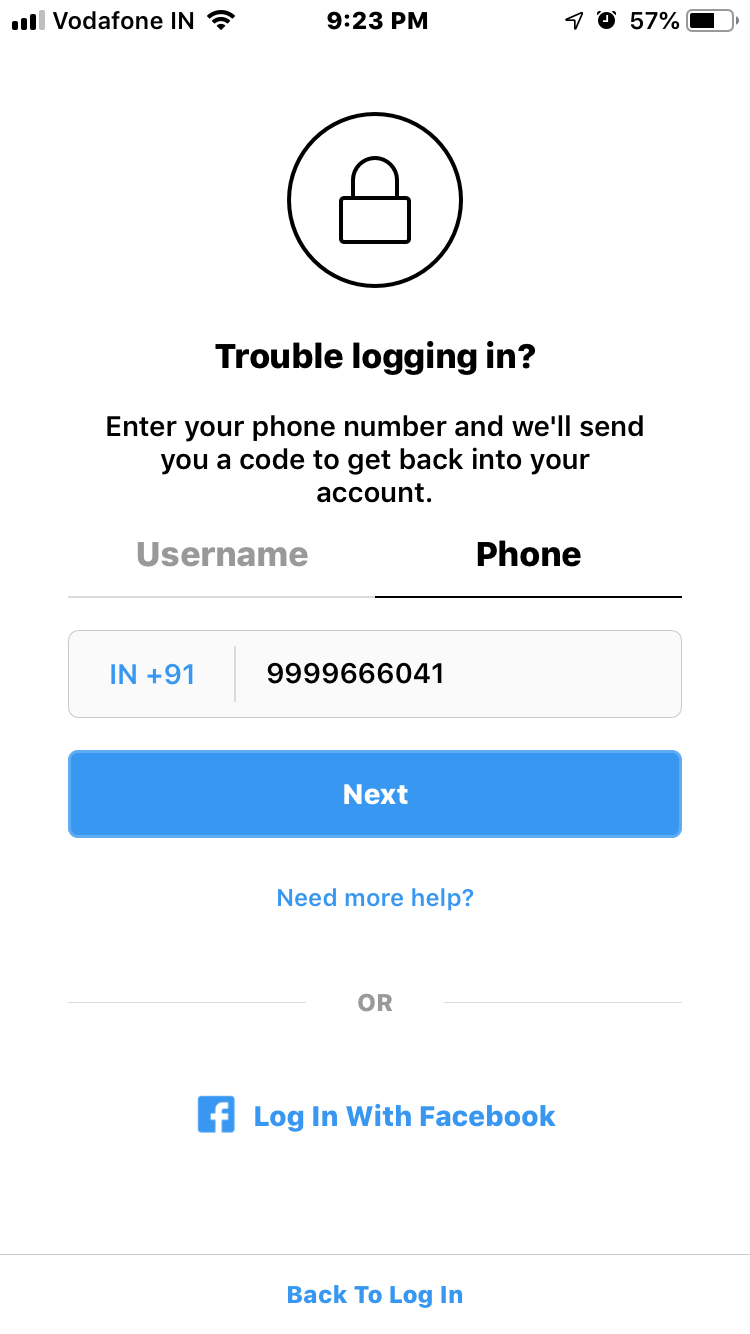 Vodafone IN 9:23 PM 57%
Trouble logging in?
Enter your phone number and we'll send
you a code to get back into your
account.
Username Phone
IN +91 9999666041
Next
Need more help?
OR
Log In With Facebook
Back To Log In